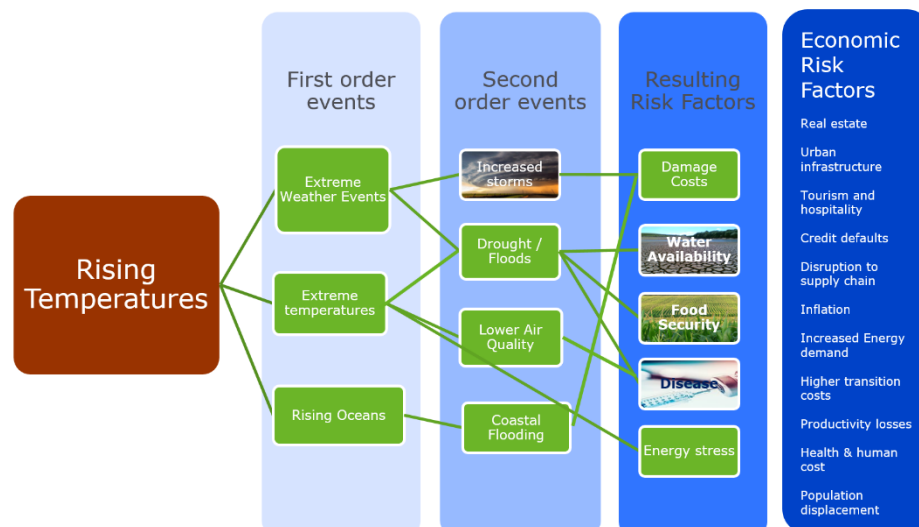 Rising
Temperatures
First order
events
Extreme
Weather Events
Extreme
temperatures
Rising Oceans
Second
order events
Increased
storms
Drought /
Floods
Lower Air
Quality
Coastal
Flooding
Resulting
Risk Factors
Damage
Costs
Water
Availability
Food
Security
Disease
Energy stress
Economic
Risk
Factors
Real estate
Urban
infrastructure
Tourism and
hospitality
Credit defaults
Disruption to
supply chain
Inflation
Increased Energy
demand
Higher transition
costs
Productivity losses
Health & human
cost
Population
displacement